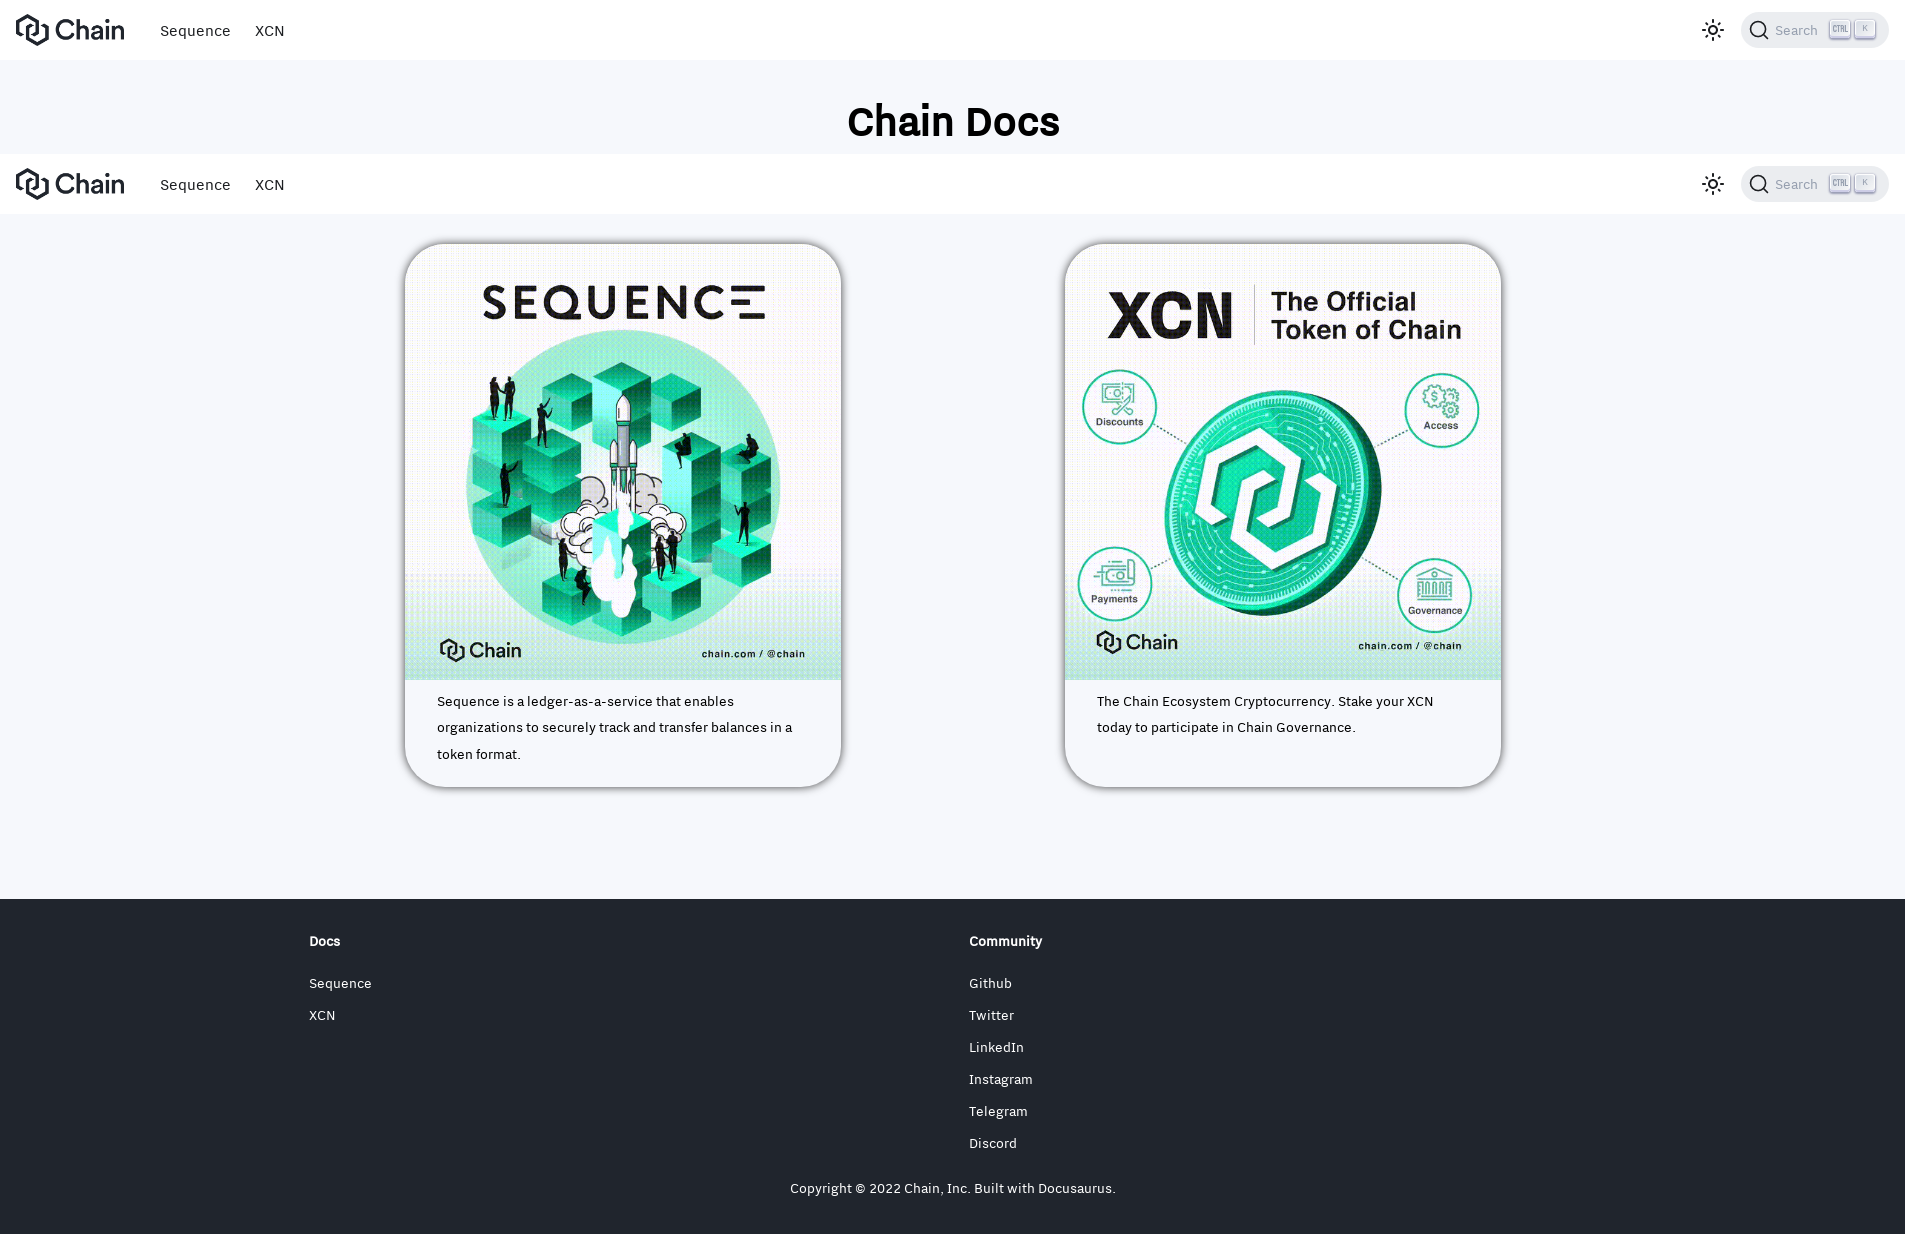 Chain Sequence XCN Search CTRL K
Chain Docs
Chain Sequence XCN Search CTRL K
SEQUENCE
Chain
chain.com / @chain
Sequence is a ledger-as-a-service that enables
organizations to securely track and transfer balances in a
token format.
XCN
The Official
Token of Chain
Discounts
Access
Payments
Governance
Chain
chain.com / @chain
The Chain Ecosystem Cryptocurrency. Stake your XCN
today to participate in Chain Governance.
Docs
Sequence
XCN
Community
Github
Twitter
LinkedIn
Instagram
Telegram
Discord
Copyright © 2022 Chain, Inc. Built with Docusaurus.